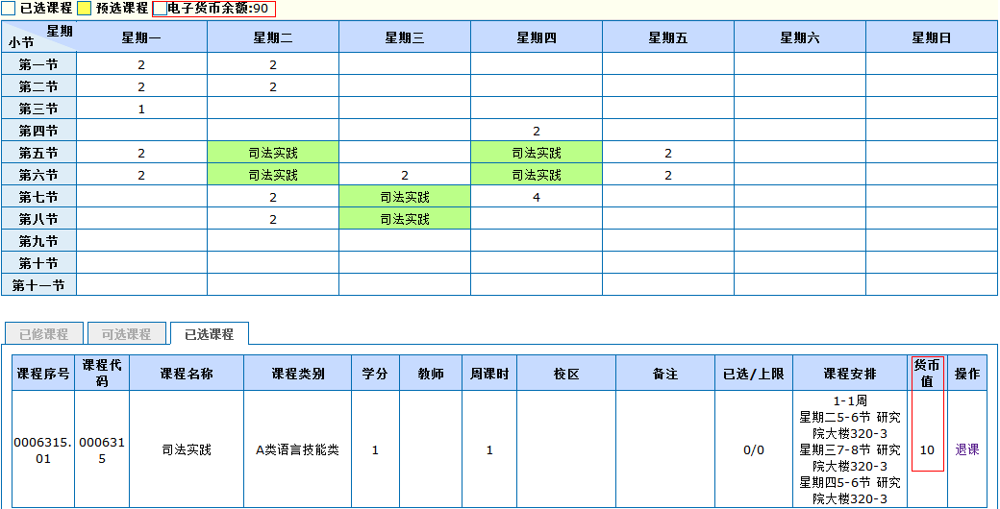 已选课程 预选课程 电子货币余额:90
星期
小节
星期一 星期二 星期三 星期四 星期五 星期六 星期日
第一节 2 2
第二节 2 2
第三节 1
第四节 2
第五节 2 司法实践 司法实践 2
第六节 2 司法实践 2 司法实践 2
第七节 2 司法实践 4
第八节 2 司法实践
第九节
第十节
第十一节
已修课程 可选课程 已选课程
课程序号 课程代码 课程名称 课程类别 学分 教师 周课时 校区 备注 已选/上限 课程安排 货币值 操作
0006315.01 0006315 司法实践 A类语言技能类 1 1 0/0
1-1周
星期二5-6节 研究
院大楼320-3
星期三7-8节 研究
院大楼320-3
星期四5-6节 研究
院大楼320-3
10 退课